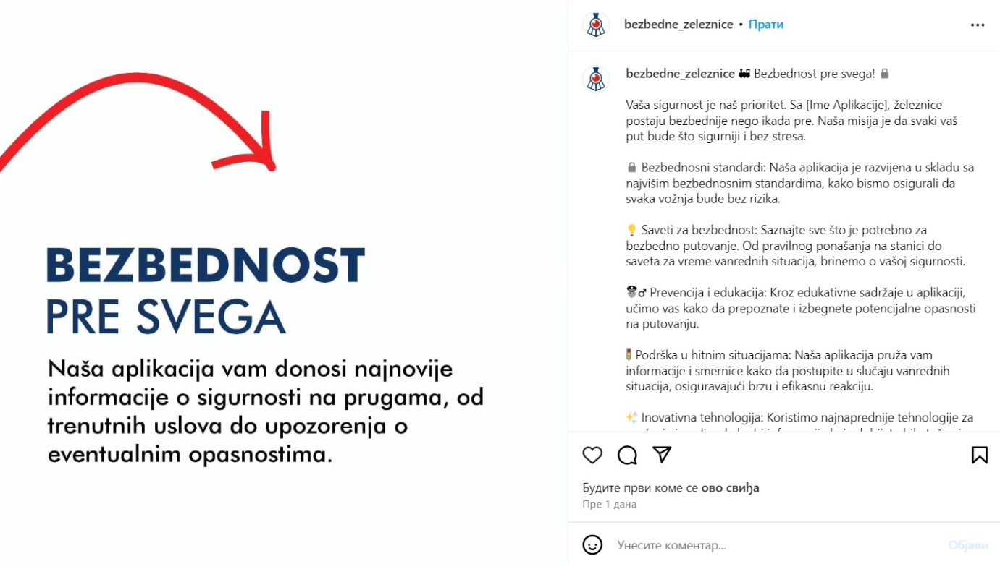 BEZBEDNOST
PRE SVEGA
Naša aplikacija vam donosi najnovije
informacije o sigurnosti na prugama, od
trenutnih uslova do upozorenja o
eventualnim opasnostima.
bezbedne_zeleznice • Прати
bezbedne_zeleznice 🚂 Bezbednost pre svega! 🔒
Vaša sigurnost je naš prioritet. Sa [Ime Aplikacije], železnice
postaju bezbednije nego ikada pre. Naša misija je da svaki vaš
put bude što sigurniji i bez stresa.
🔒 Bezbednosni standardi: Naša aplikacija je razvijena u skladu sa
najvišim bezbednosnim standardima, kako bismo osigurali da
svaka vožnja bude bez rizika.
💡 Saveti za bezbednost: Saznajte sve što je potrebno za
bezbedno putovanje. Od pravilnog ponašanja na stanici do
saveta za vreme vanrednih situacija, brinemo o vašoj sigurnosti.
👮♂ Prevencija i edukacija: Kroz edukativne sadržaje u aplikaciji,
učimo vas kako da prepoznate i izbegnete potencijalne opasnosti
na putovanju.
🚦Podrška u hitnim situacijama: Naša aplikacija pruža vam
informacije i smernice kako da postupite u slučaju vanrednih
situacija, osiguravajući brzu i efikasnu reakciju.
✨ Inovativna tehnologija: Koristimo najnaprednije tehnologije za
Будите први коме се ово свиђа
Пре 1 дана
Унесите коментар...
Објави